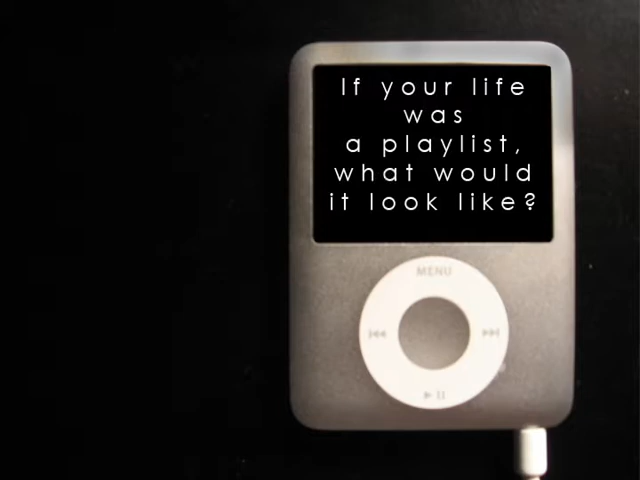 If your life
was
a playlist,
what would
it look like?
MENU